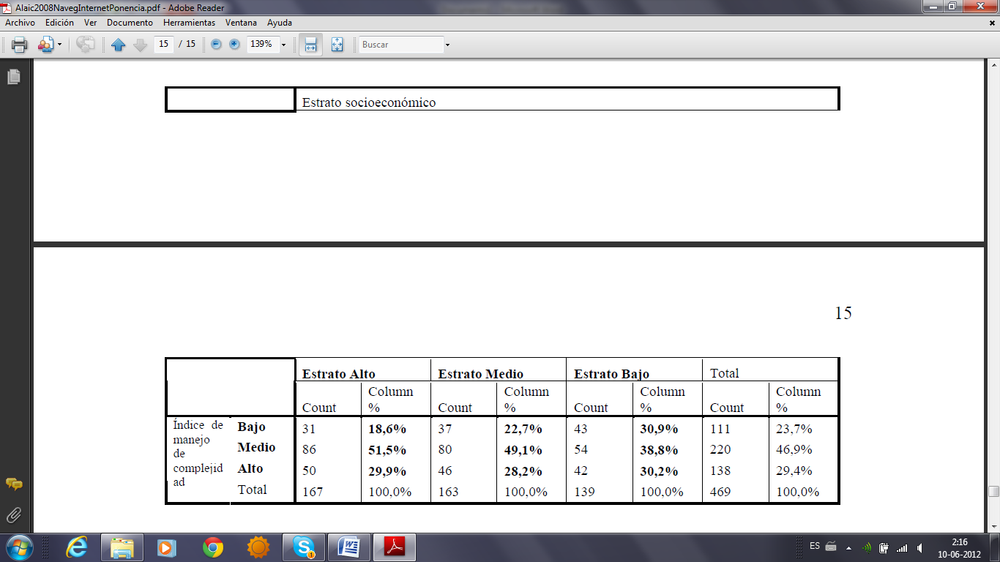 Alaic2008NavegInternetPonencia.pdf - Adobe Reader
Archivo Edición Ver Documento Herramientas Ventana Ayuda
15 / 15 139% Buscar
Estrato socioeconómico
15
Estrato Alto Estrato Medio Estrato Bajo Total
Column Column Column Column
Count % Count % Count % Count %
Índice de manejo de complejid ad
Bajo 31 18,6% 37 22,7% 43 30,9% 111 23,7%
Medio 86 51,5% 80 49,1% 54 38,8% 220 46,9%
Alto 50 29,9% 46 28,2% 42 30,2% 138 29,4%
Total 167 100,0% 163 100,0% 139 100,0% 469 100,0%
ES 2:16
10-06-2012